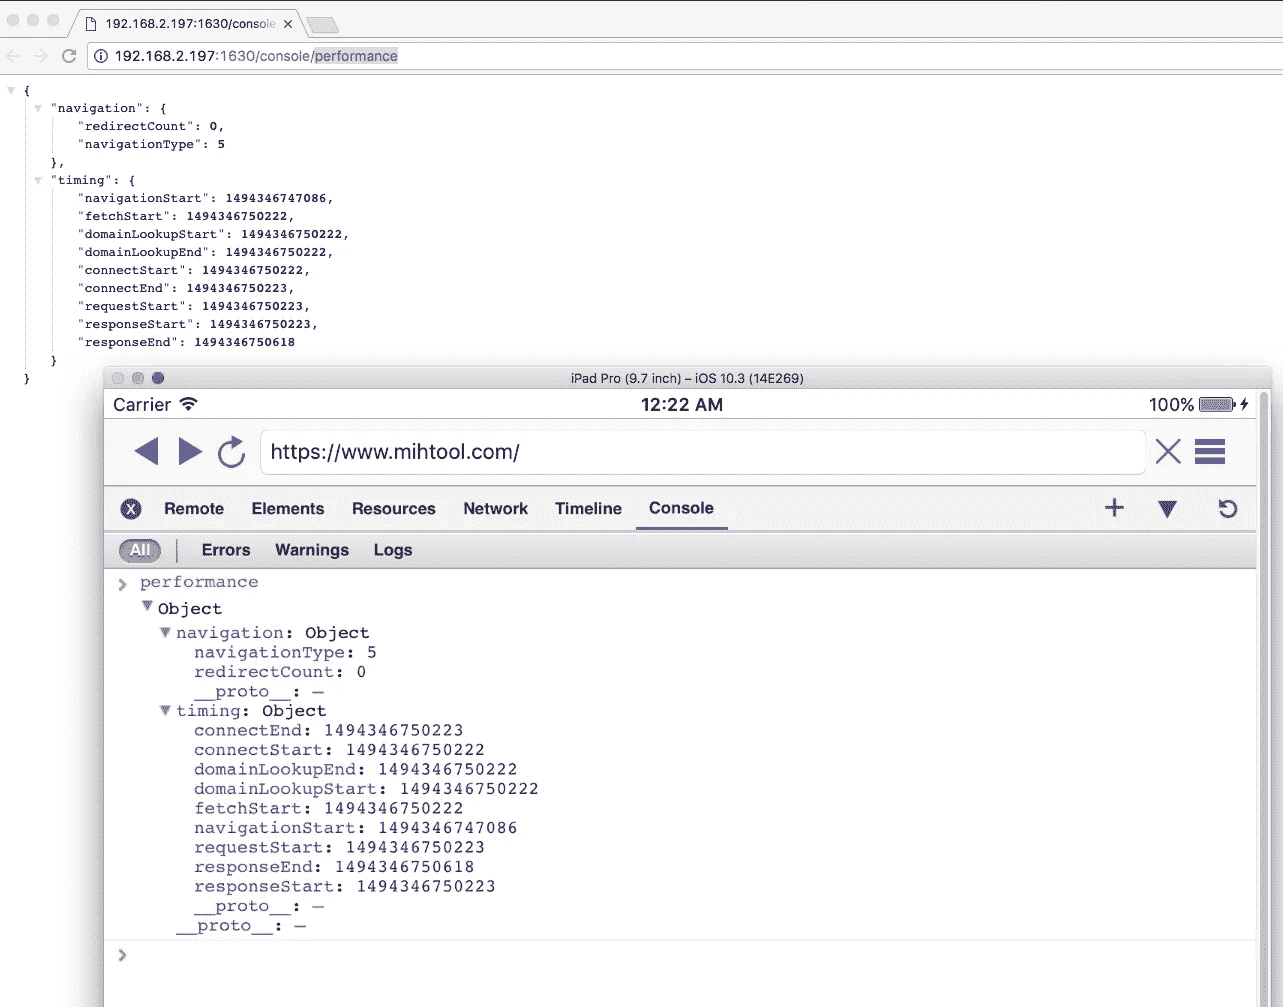 192.168.2.197:1630/console
192.168.2.197:1630/console/performance
{
"navigation": {
"redirectCount": 0,
"navigationType": 5
},
"timing": {
"navigationStart": 1494346747086,
"fetchStart": 1494346750222,
"domainLookupStart": 1494346750222,
"domainLookupEnd": 1494346750222,
"connectStart": 1494346750222,
"connectEnd": 1494346750223,
"requestStart": 1494346750223,
"responseStart": 1494346750223,
"responseEnd": 1494346750618
}
}
iPad Pro (9.7 inch) – iOS 10.3 (14E269)
Carrier 12:22 AM 100%
https://www.mihtool.com/
X Remote Elements Resources Network Timeline Console
All Errors Warnings Logs
performance
Object
navigation: Object
navigationType: 5
redirectCount: 0
__proto__: –
timing: Object
connectEnd: 1494346750223
connectStart: 1494346750222
domainLookupEnd: 1494346750222
domainLookupStart: 1494346750222
fetchStart: 1494346750222
navigationStart: 1494346747086
requestStart: 1494346750223
responseEnd: 1494346750618
responseStart: 1494346750223
__proto__: –
__proto__: –